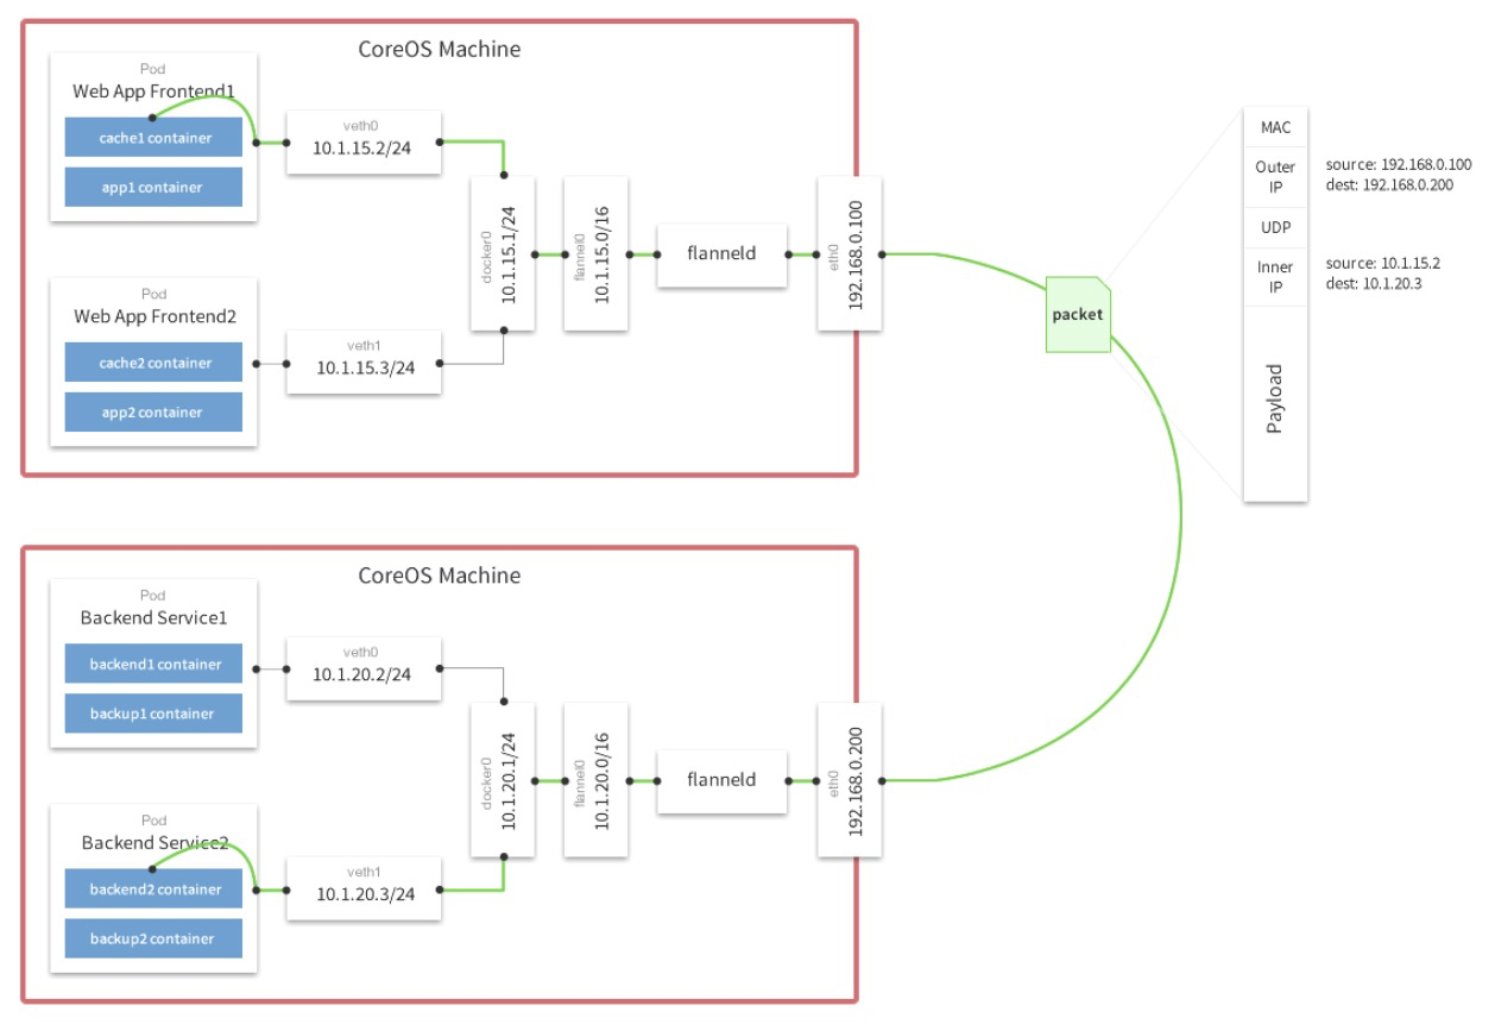 CoreOS Machine
Pod
Web App Frontend1
cache1 container
app1 container
veth0
10.1.15.2/24
Pod
Web App Frontend2
cache2 container
app2 container
veth1
10.1.15.3/24
docker0
10.1.15.1/24
flannel0
10.1.15.0/16
flanneld
eth0
192.168.0.100
packet
MAC
Outer
IP
source: 192.168.0.100
dest: 192.168.0.200
UDP
Inner
IP
source: 10.1.15.2
dest: 10.1.20.3
Payload
CoreOS Machine
Pod
Backend Service1
backend1 container
backup1 container
veth0
10.1.20.2/24
Pod
Backend Service2
backend2 container
backup2 container
veth1
10.1.20.3/24
docker0
10.1.20.1/24
flannel0
10.1.20.0/16
flanneld
eth0
192.168.0.200